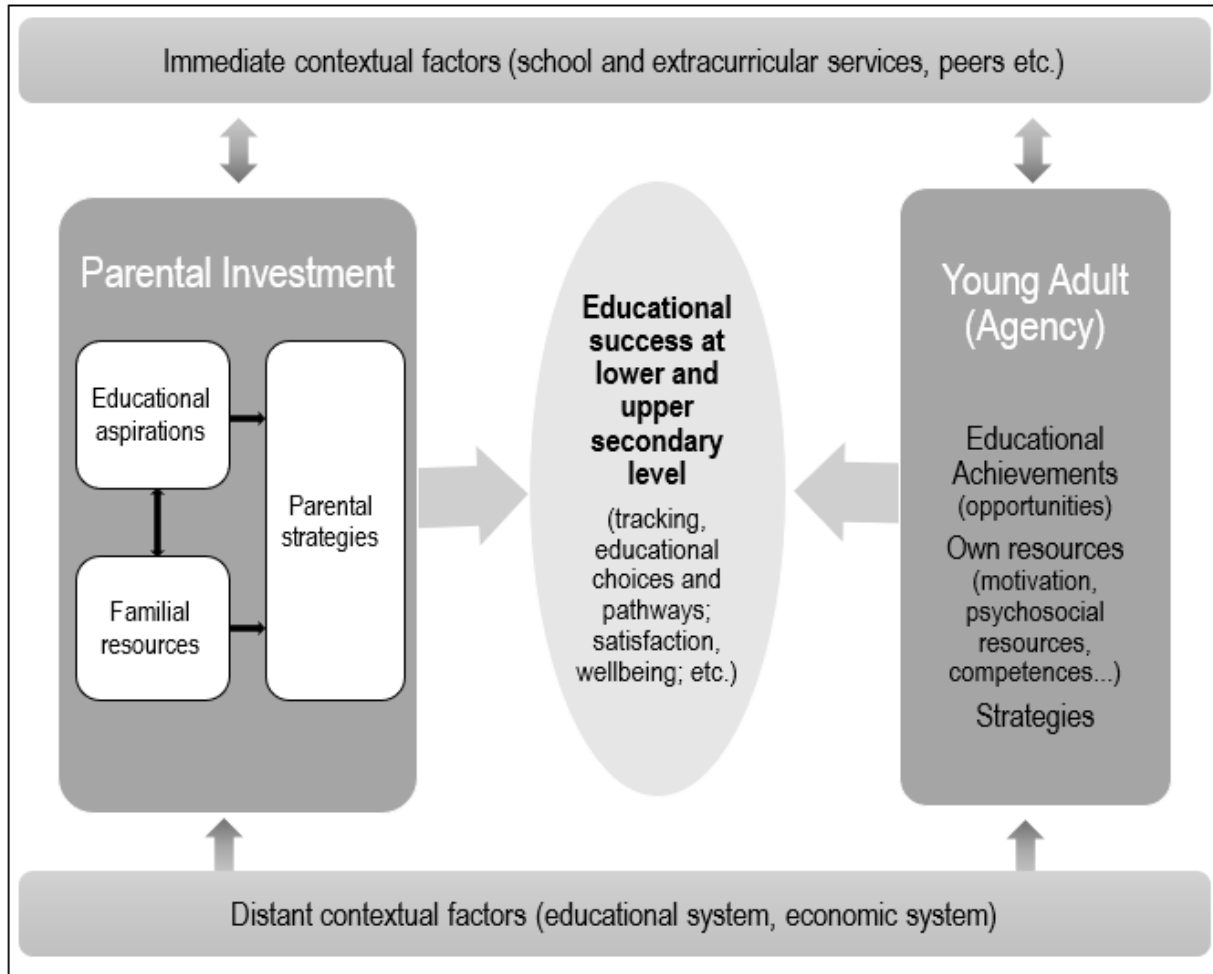 Immediate contextual factors (school and extracurricular services, peers etc.)
Parental Investment
Educational
aspirations
Familial
resources
Parental
strategies
Educational
success at
lower and
upper
secondary
level
(tracking,
educational
choices and
pathways;
satisfaction,
wellbeing; etc.)
Young Adult
(Agency)
Educational
Achievements
(opportunities)
Own resources
(motivation,
psychosocial
resources,
competences...)
Strategies
Distant contextual factors (educational system, economic system)